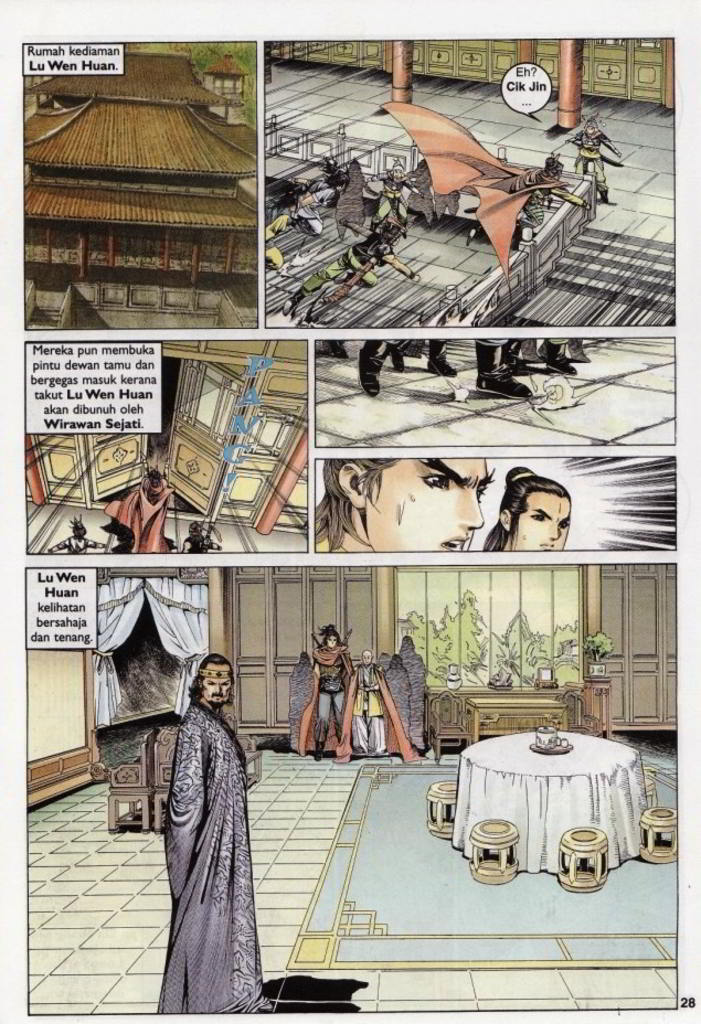 Rumah kediaman
Lu Wen Huan.
Eh?
Cik Jin
...
Mereka pun membuka
pintu dewan tamu dan
bergegas masuk kerana
takut Lu Wen Huan
akan dibunuh oleh
Wirawan Sejati.
PANG!
Lu Wen
Huan
kelihatan
bersahaja
dan tenang.
28